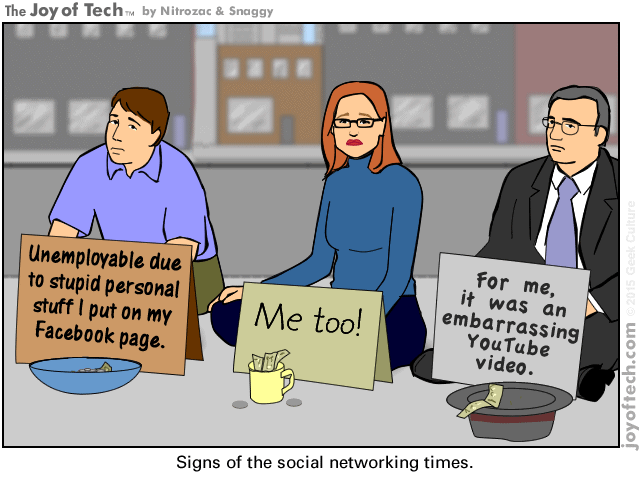 The Joy of Tech™ by Nitrozac & Snaggy
Unemployable due
to stupid personal
stuff I put on my
Facebook page.
Me too!
For me,
it was an
embarrassing
YouTube
video.
© 2015 Geek Culture
joyoftech.com
Signs of the social networking times.